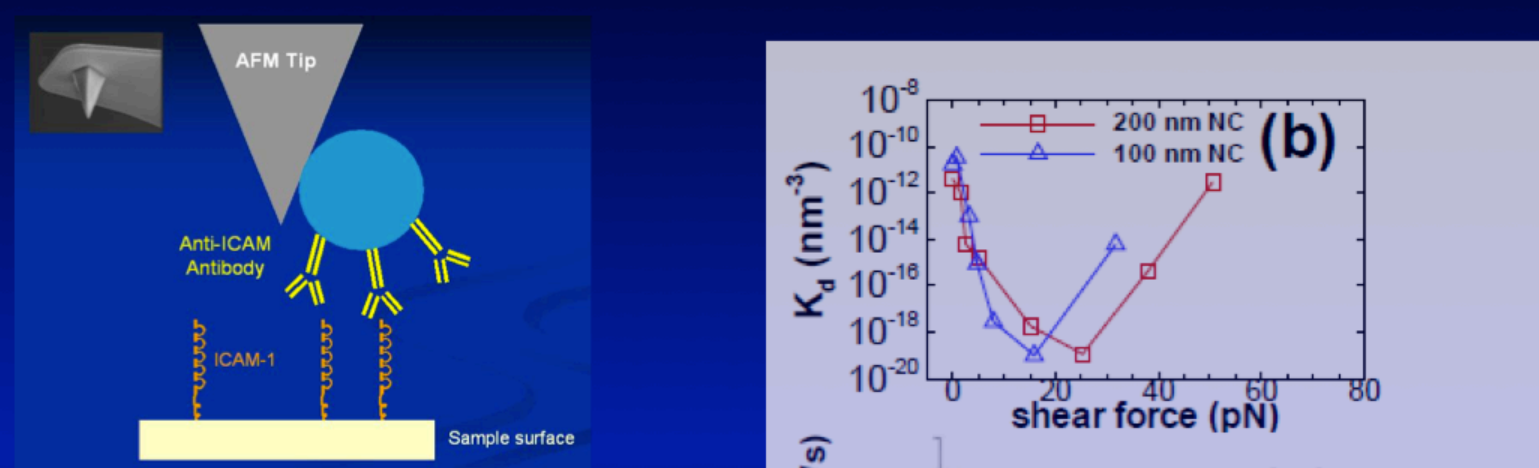 AFM Tip
Anti-ICAM
Antibody
ICAM-1
Sample surface
(b)
200 nm NC
100 nm NC
K_d (nm⁻³)
10⁻⁸
10⁻¹⁰
10⁻¹²
10⁻¹⁴
10⁻¹⁶
10⁻¹⁸
10⁻²⁰
0 20 40 60 80
shear force (pN)
/s)